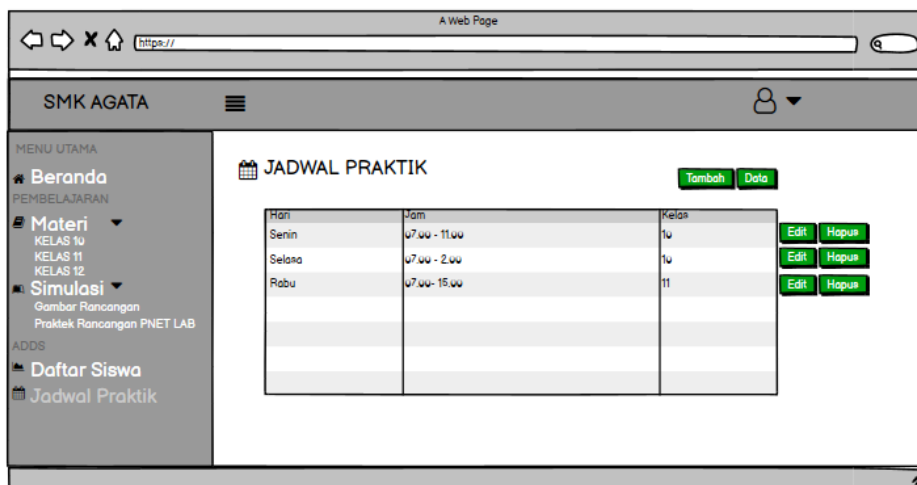 A Web Page
https://
SMK AGATA
MENU UTAMA
Beranda
PEMBELAJARAN
Materi
KELAS 10
KELAS 11
KELAS 12
Simulasi
Gambar Rancangan
Praktek Rancangan PNET LAB
ADDS
Daftar Siswa
Jadwal Praktik
JADWAL PRAKTIK
Tambah Data
Hari Jam Kelas
Senin 07.00 - 11.00 10 Edit Hapus
Selasa 07.00 - 2.00 10 Edit Hapus
Rabu 07.00- 15.00 11 Edit Hapus